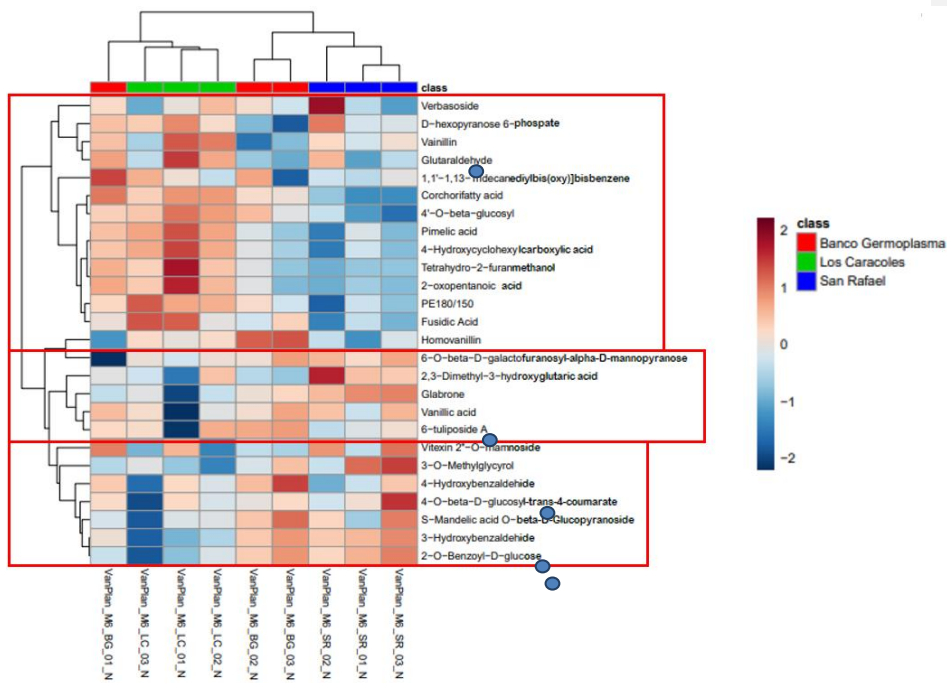 class
Verbasoside
D-hexopyranose 6-phospate
Vainillin
Glutaraldehyde
1,1'-1,13- decanediylbis(oxy)]bisbenzene
Corchorifatty acid
4'-O-beta-glucosyl
Pimelic acid
4-Hydroxycyclohexylcarboxylic acid
Tetrahydro-2-furanmethanol
2-oxopentanoic acid
PE180/150
Fusidic Acid
Homovanillin
6-O-beta-D-galactofuranosyl-alpha-D-mannopyranose
2,3-Dimethyl-3-hydroxyglutaric acid
Glabrone
Vanillic acid
6-tuliposide A
Vitexin 2"-O-rhamnoside
3-O-Methylglycyrol
4-Hydroxybenzaldehide
4-O-beta-D-glucosyl-trans-4-coumarate
S-Mandelic acid O-beta-D-Glucopyranoside
3-Hydroxybenzaldehide
2-O-Benzoyl-D-glucose
VanPlan_M6_BG_01_N
VanPlan_M6_LC_03_N
VanPlan_M6_LC_01_N
VanPlan_M6_LC_02_N
VanPlan_M6_BG_02_N
VanPlan_M6_BG_03_N
VanPlan_M6_SR_02_N
VanPlan_M6_SR_01_N
VanPlan_M6_SR_03_N
2
1
0
−1
−2
class
Banco Germoplasma
Los Caracoles
San Rafael